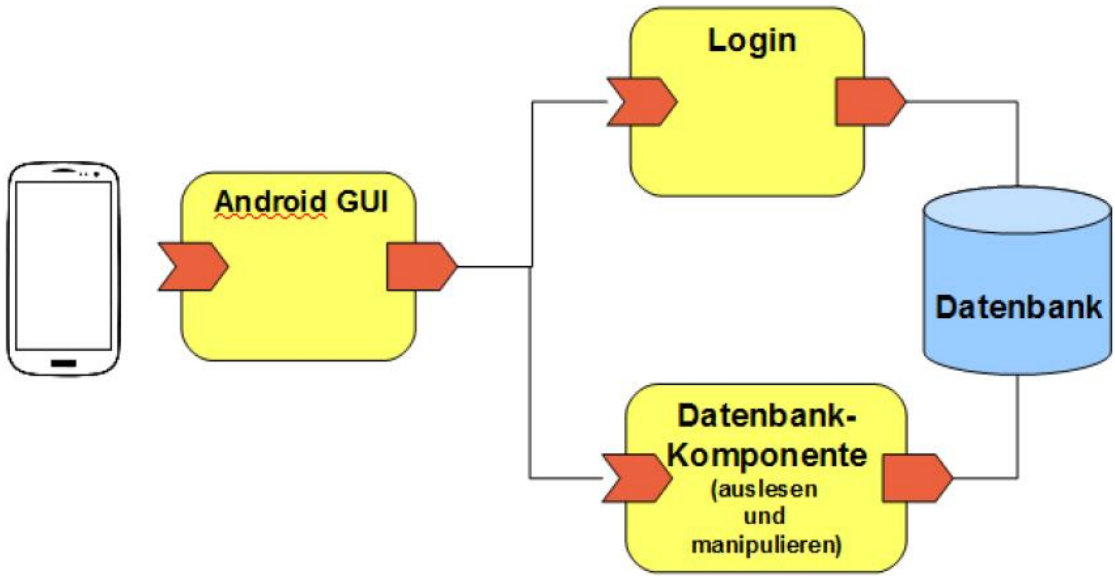 Login
Android GUI
Datenbank
Datenbank-
Komponente
(auslesen
und
manipulieren)